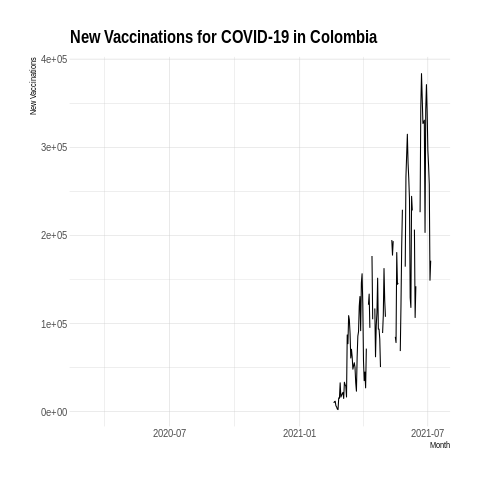 New Vaccinations for COVID-19 in Colombia
New Vaccinations
4e+05
3e+05
2e+05
1e+05
0e+00
2020-07
2021-01
2021-07
Month